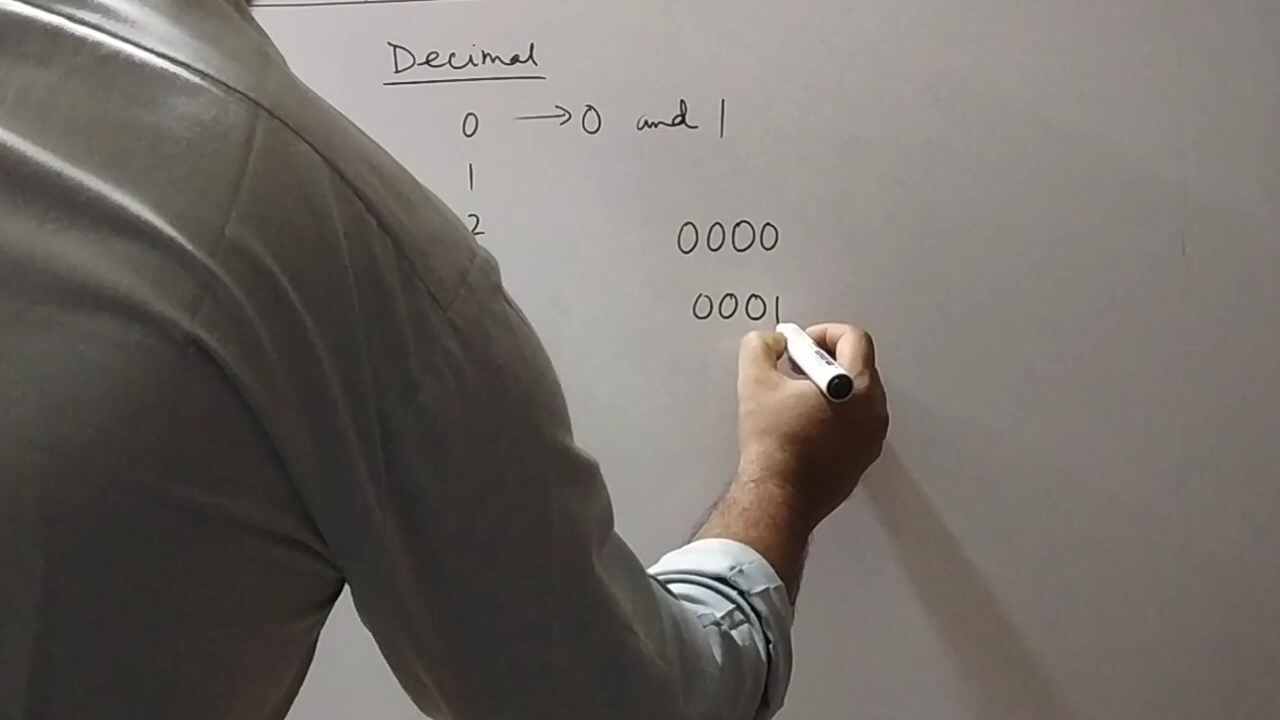 Decimal
0 → 0 and 1
1
2
0000
0001